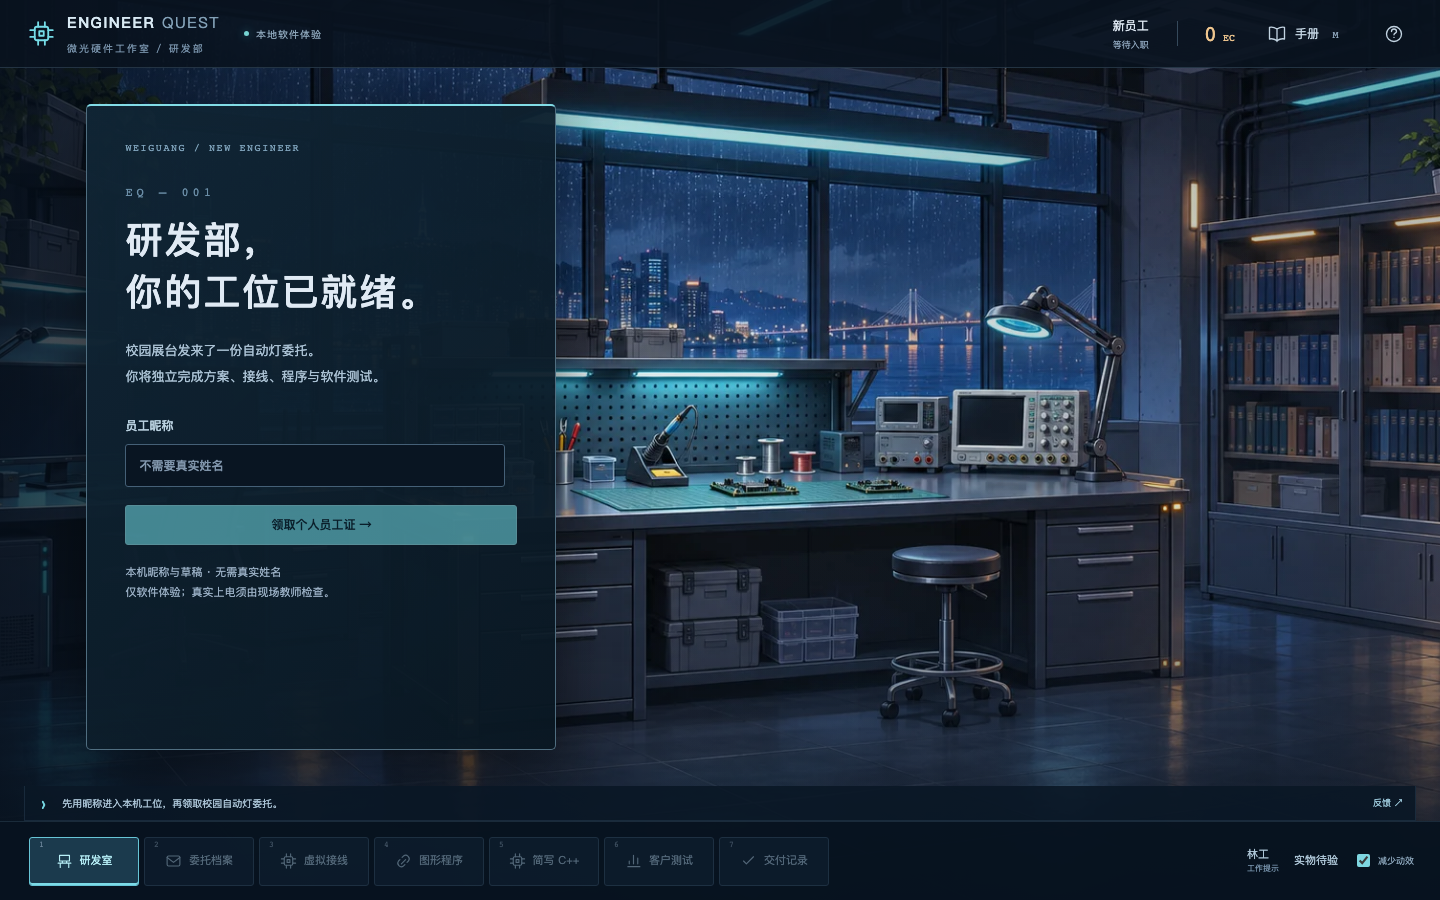 ENGINEER QUEST
微光硬件工作室 / 研发部
本地软件体验
新员工
等待入职
0 EC
手册 M
WEIGUANG / NEW ENGINEER
EQ — 001
研发部，
你的工位已就绪。
校园展台发来了一份自动灯委托。
你将独立完成方案、接线、程序与软件测试。
员工昵称
不需要真实姓名
领取个人员工证 →
本机昵称与草稿 · 无需真实姓名
仅软件体验；真实上电须由现场教师检查。
先用昵称进入本机工位，再领取校园自动灯委托。
反馈 ↗
1 研发室
2 委托档案
3 虚拟接线
4 图形程序
5 简写 C++
6 客户测试
7 交付记录
林工
工作提示
实物待验
减少动效